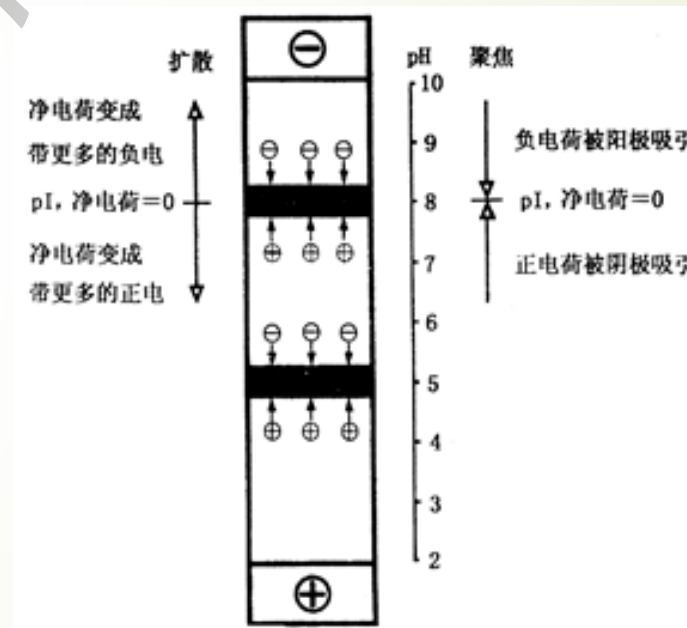 扩散
净电荷变成
带更多的负电
pI, 净电荷=0
净电荷变成
带更多的正电
⊖
⊖ ⊖ ⊖
⊕ ⊕ ⊕
⊖ ⊖ ⊖
⊕ ⊕ ⊕
⊕
pH
10
9
8
7
6
5
4
3
2
聚焦
负电荷被阳极吸引
pI, 净电荷=0
正电荷被阴极吸引